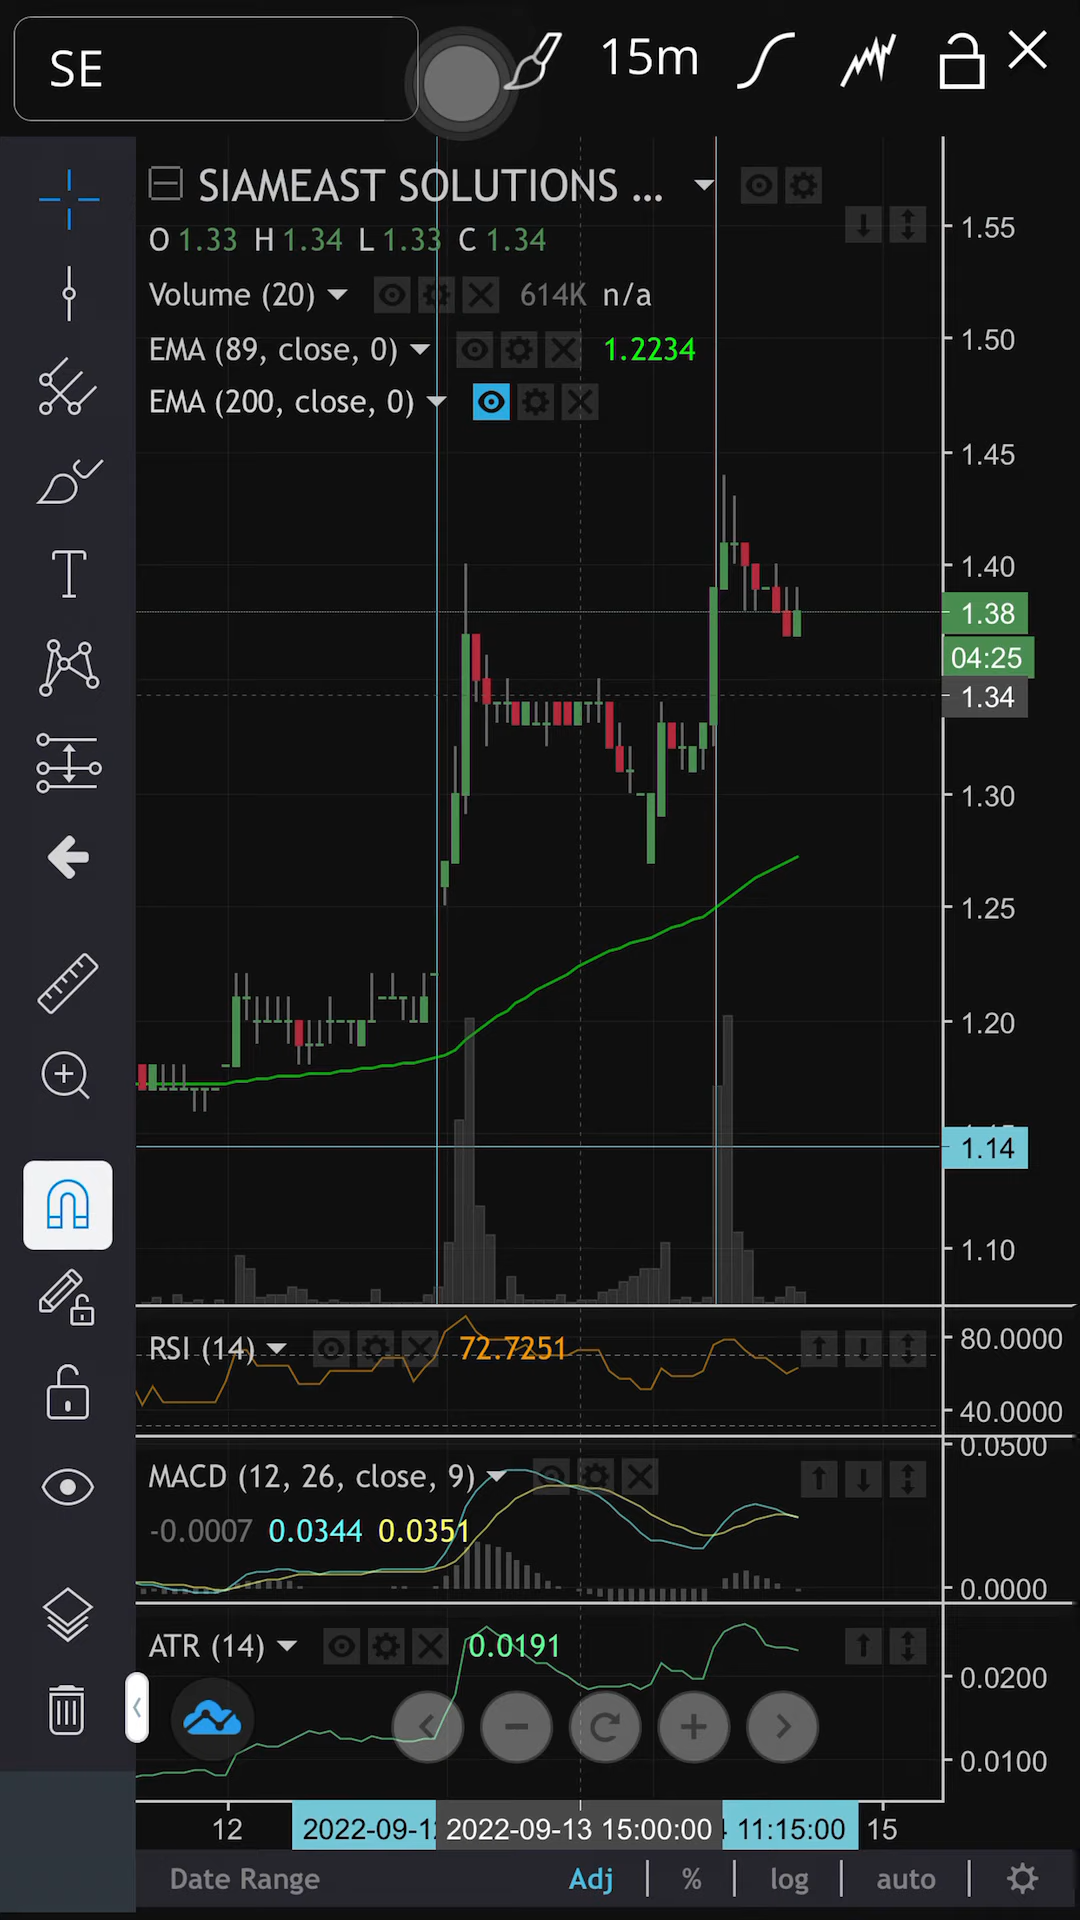 SE
15m
SIAMEAST SOLUTIONS ...
O 1.33 H 1.34 L 1.33 C 1.34
Volume (20) 614K n/a
EMA (89, close, 0) 1.2234
EMA (200, close, 0)
1.55
1.50
1.45
1.40
1.38
04:25
1.34
1.30
1.25
1.20
1.14
1.10
RSI (14) 72.7251
80.0000
40.0000
MACD (12, 26, close, 9)
-0.0007 0.0344 0.0351
0.0500
0.0000
ATR (14) 0.0191
0.0200
0.0100
12 2022-09-1 2022-09-13 15:00:00 11:15:00 15
Date Range Adj % log auto